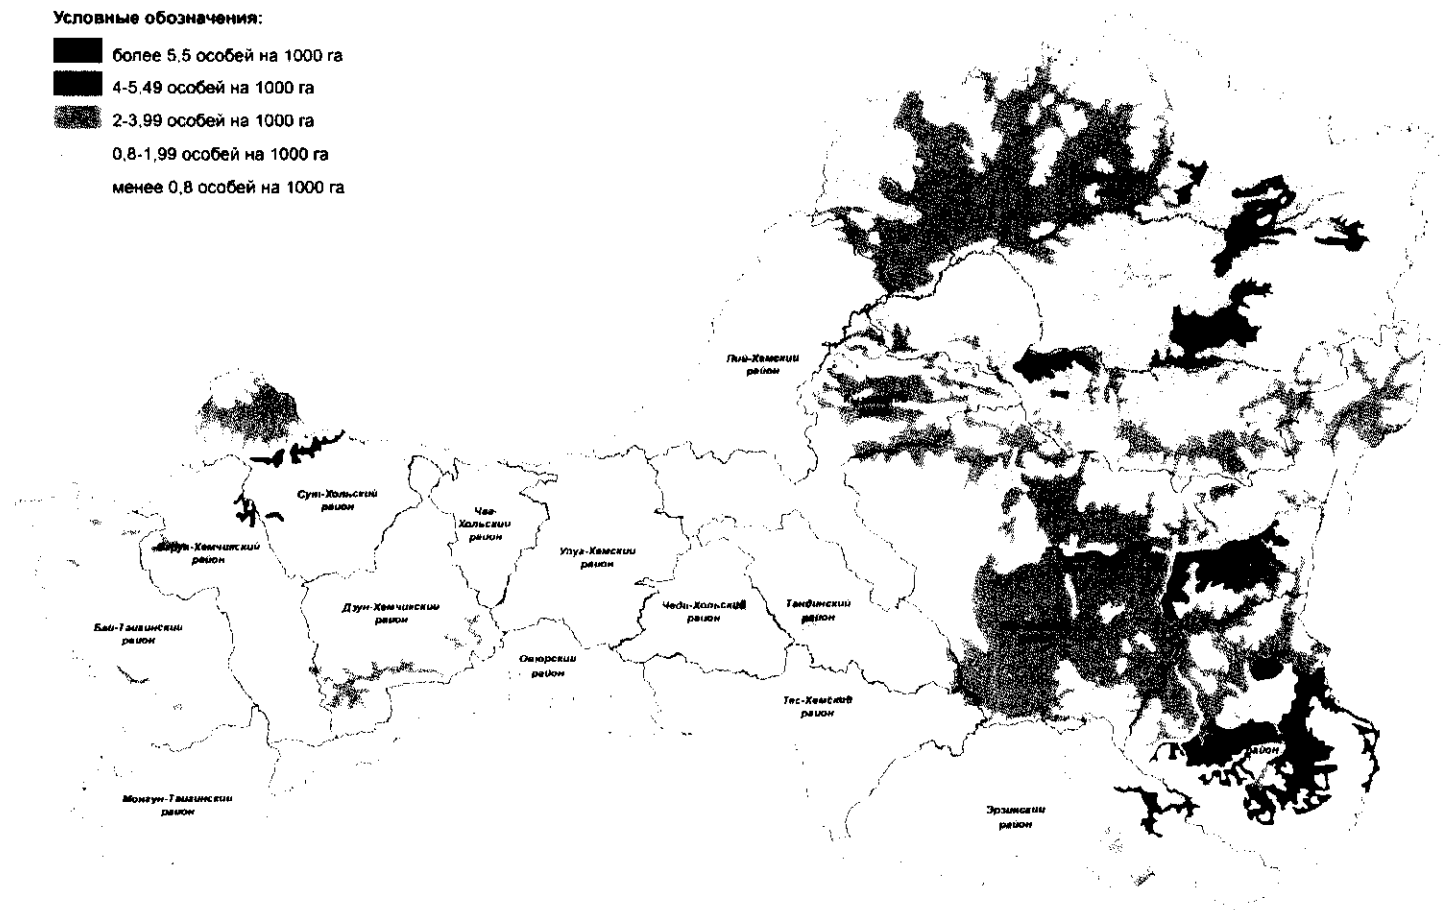 Условные обозначения:
более 5,5 особей на 1000 га
4-5,49 особей на 1000 га
2-3,99 особей на 1000 га
0,8-1,99 особей на 1000 га
менее 0,8 особей на 1000 га
Пий-Хемский
район
Сут-Хольский
район
Чаа-
Хольский
район
Улуг-Хемский
район
район
Дзун-Хемчикский
район
Чеди-Хольский
район
Тандинский
район
Бай-Тайгинский
район
Овюрский
район
Тес-Хемский
район
район
Монгун-Тайгинский
район
Эрзинский
район